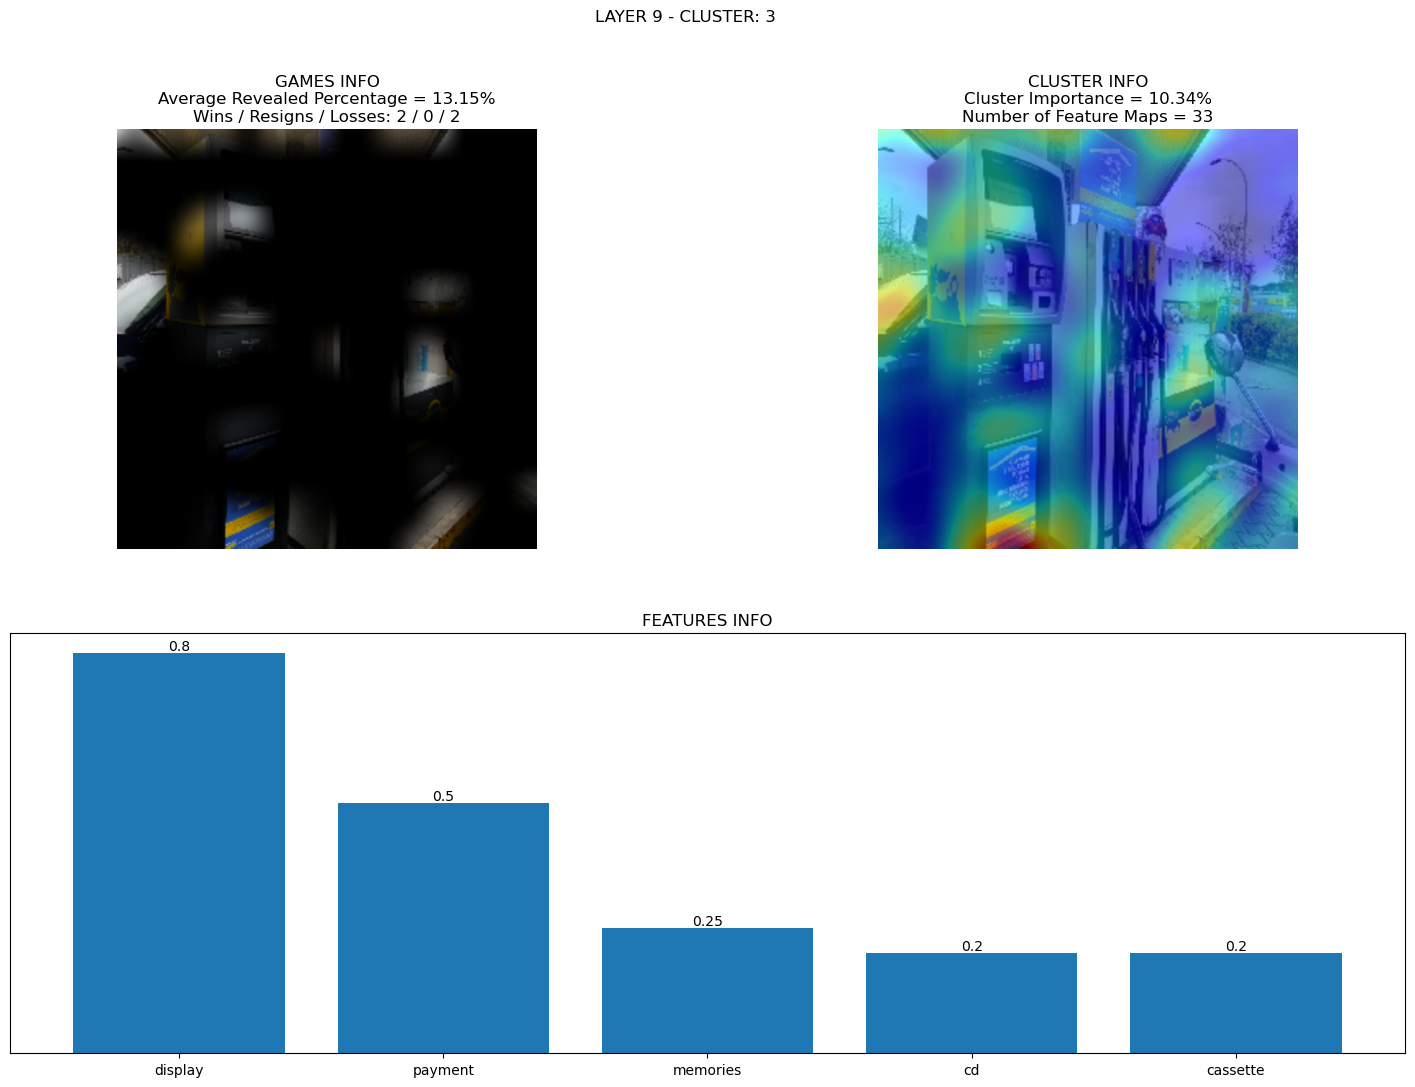 LAYER 9 - CLUSTER: 3
GAMES INFO
Average Revealed Percentage = 13.15%
Wins / Resigns / Losses: 2 / 0 / 2
CLUSTER INFO
Cluster Importance = 10.34%
Number of Feature Maps = 33
FEATURES INFO
0.8
0.5
0.25
0.2
0.2
display
payment
memories
cd
cassette